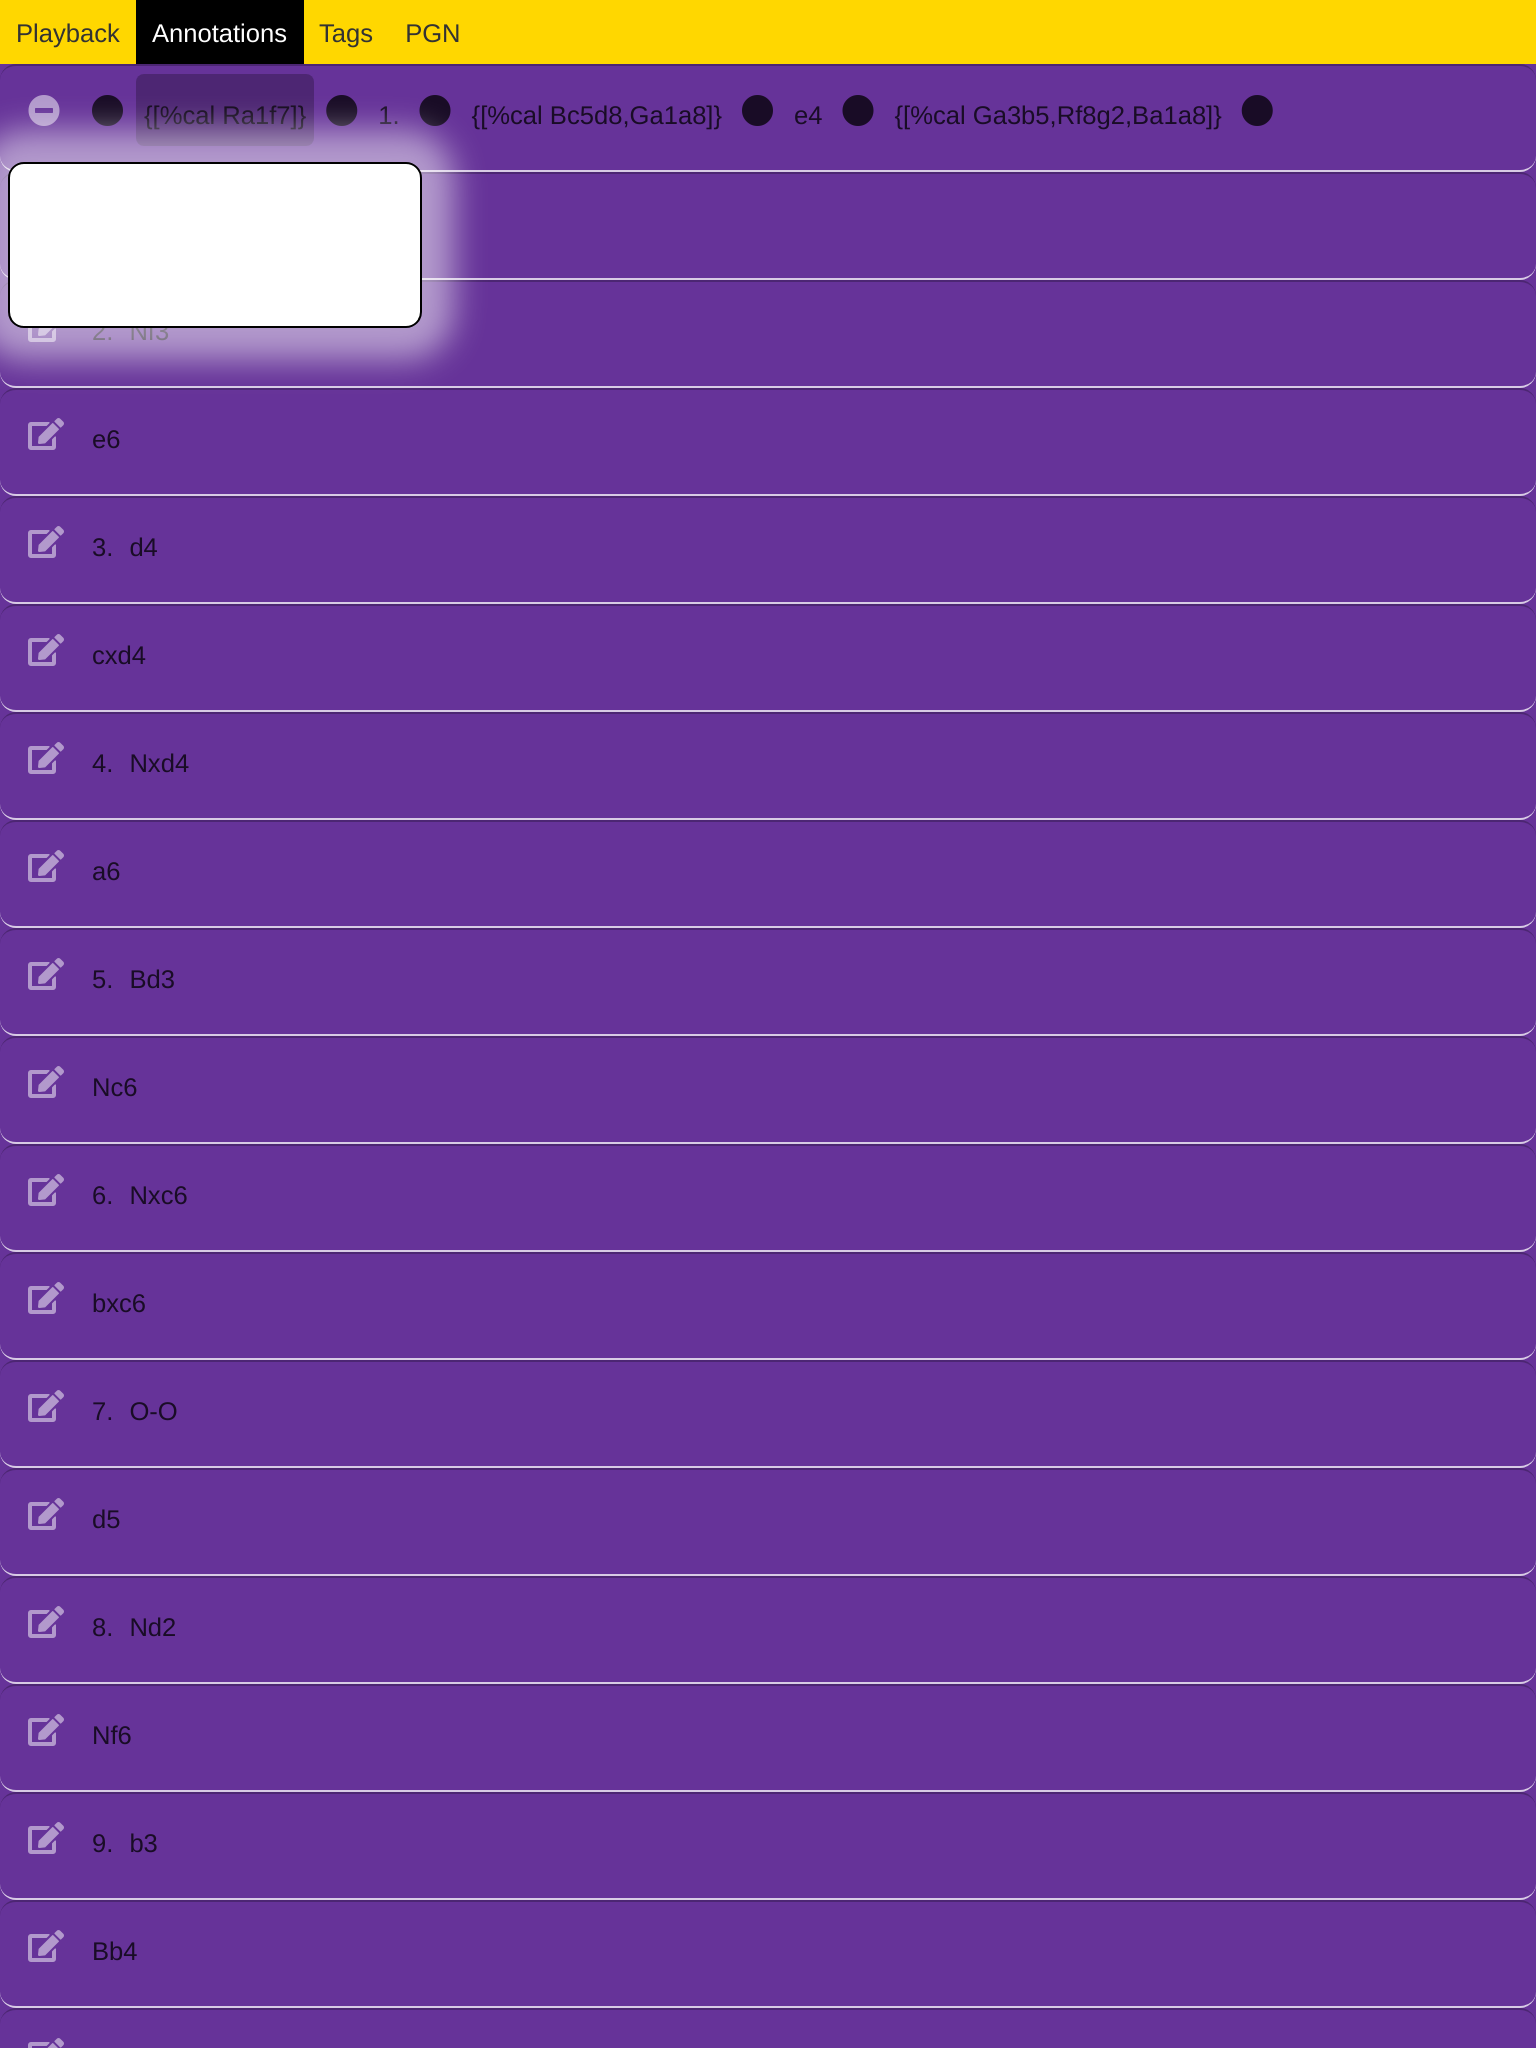 Playback Annotations Tags PGN
{[%cal Ra1f7]} 1. {[%cal Bc5d8,Ga1a8]} e4 {[%cal Ga3b5,Rf8g2,Ba1a8]}
2. Nf3
e6
3. d4
cxd4
4. Nxd4
a6
5. Bd3
Nc6
6. Nxc6
bxc6
7. O-O
d5
8. Nd2
Nf6
9. b3
Bb4